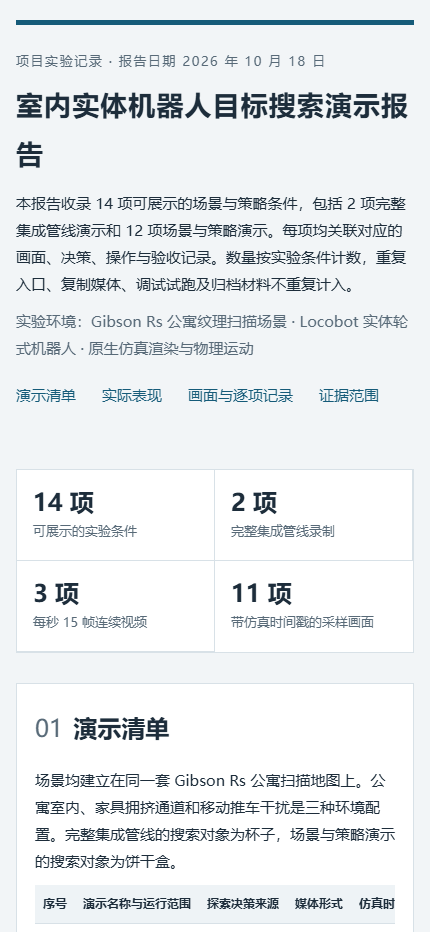 项目实验记录 · 报告日期 2026 年 10 月 18 日
室内实体机器人目标搜索演示报
告
本报告收录 14 项可展示的场景与策略条件，包括 2 项完整
集成管线演示和 12 项场景与策略演示。每项均关联对应的
画面、决策、操作与验收记录。数量按实验条件计数，重复
入口、复制媒体、调试试跑及归档材料不重复计入。
实验环境：Gibson Rs 公寓纹理扫描场景 · Locobot 实体轮
式机器人 · 原生仿真渲染与物理运动
演示清单 实际表现 画面与逐项记录 证据范围
14 项 2 项
可展示的实验条件 完整集成管线录制
3 项 11 项
每秒 15 帧连续视频 带仿真时间戳的采样画面
01 演示清单
场景均建立在同一套 Gibson Rs 公寓扫描地图上。公
寓室内、家具拥挤通道和移动推车干扰是三种环境配
置。完整集成管线的搜索对象为杯子，场景与策略演示
的搜索对象为饼干盒。
序号 演示名称与运行范围 探索决策来源 媒体形式 仿真时